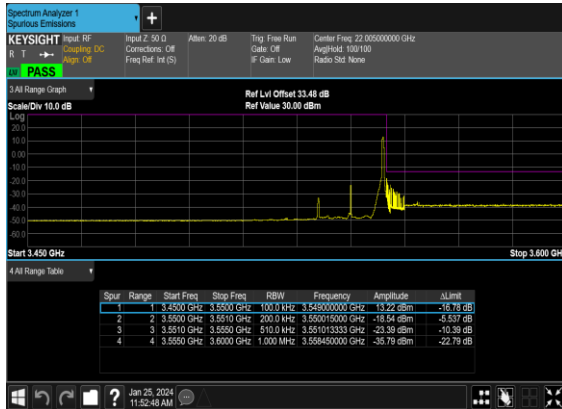 Spectrum Analyzer 1
Spurious Emissions
KEYSIGHT Input: RF Input Z: 50 Ω Atten: 20 dB Trig: Free Run Center Freq: 22.005000000 GHz
R T Coupling: DC Corrections: Off Gate: Off Avg|Hold: 100/100
Align: Off Freq Ref: Int (S) IF Gain: Low Radio Std: None
LXI PASS
3 All Range Graph
Ref Lvl Offset 33.48 dB
Scale/Div 10.0 dB Ref Value 30.00 dBm
Log
20.0
10.0
0.00
-10.0
-20.0
-30.0
-40.0
-50.0
-60.0
Start 3.450 GHz Stop 3.600 GH
4 All Range Table
Spur Range Start Freq Stop Freq RBW Frequency Amplitude ΔLimit
1 1 3.4500 GHz 3.5500 GHz 100.0 kHz 3.549000000 GHz 13.22 dBm -16.78 dB
2 2 3.5500 GHz 3.5510 GHz 200.0 kHz 3.550015000 GHz -18.54 dBm -5.537 dB
3 3 3.5510 GHz 3.5550 GHz 510.0 kHz 3.551013333 GHz -23.39 dBm -10.39 dB
4 4 3.5550 GHz 3.6000 GHz 1.000 MHz 3.558450000 GHz -35.79 dBm -22.79 dB
Jan 25, 2024
11:52:48 AM